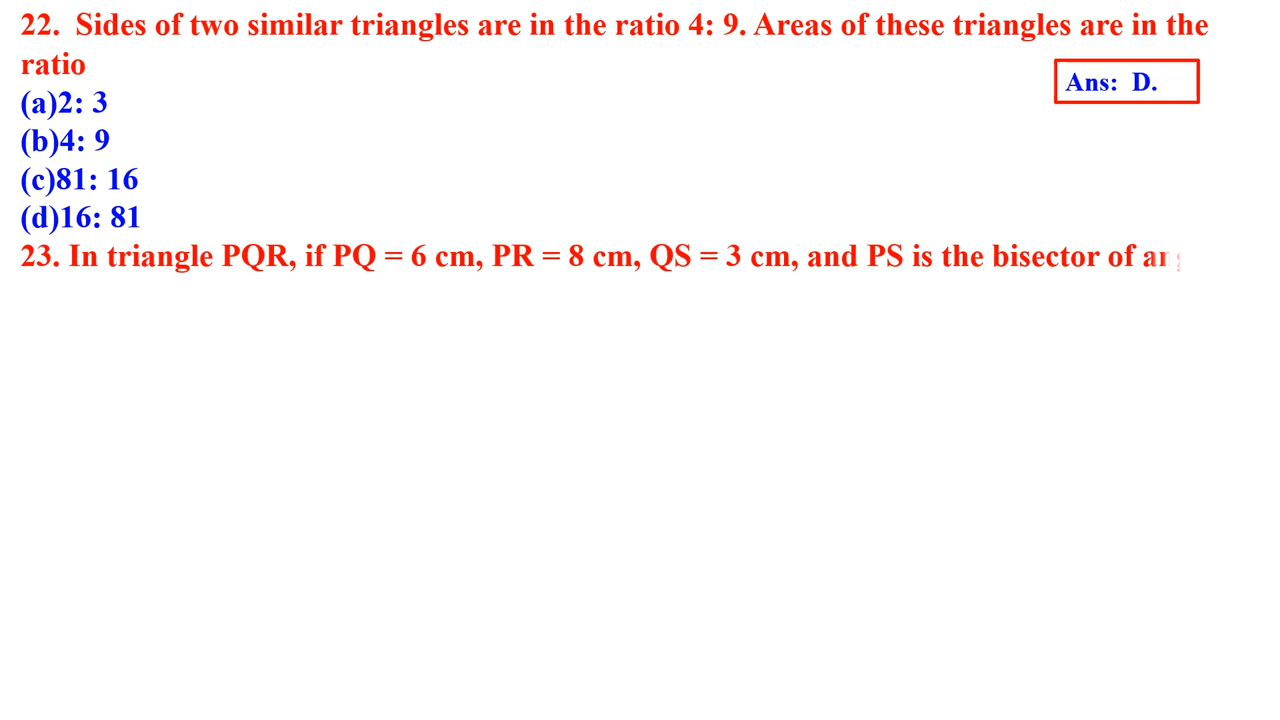 22.  Sides of two similar triangles are in the ratio 4: 9. Areas of these triangles are in the
ratio
Ans:  D.
(a)2: 3
(b)4: 9
(c)81: 16
(d)16: 81
23. In triangle PQR, if PQ = 6 cm, PR = 8 cm, QS = 3 cm, and PS is the bisector of